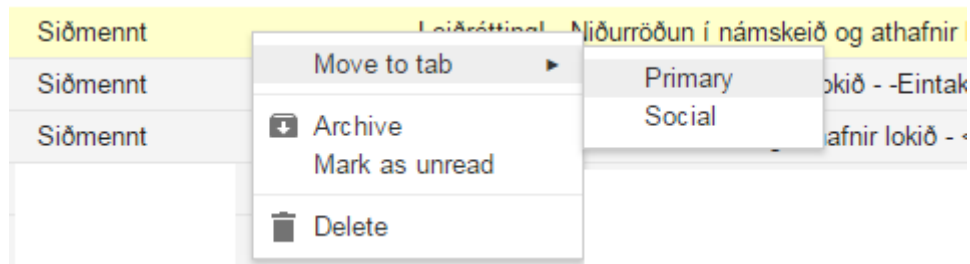 Siðmennt Leiðrétting! - Niðurröðun í námskeið og athafnir
Move to tab
Primary
Siðmennt
okið - -Eintak
Social
Archive
Siðmennt
afnir lokið - <
Mark as unread
Delete